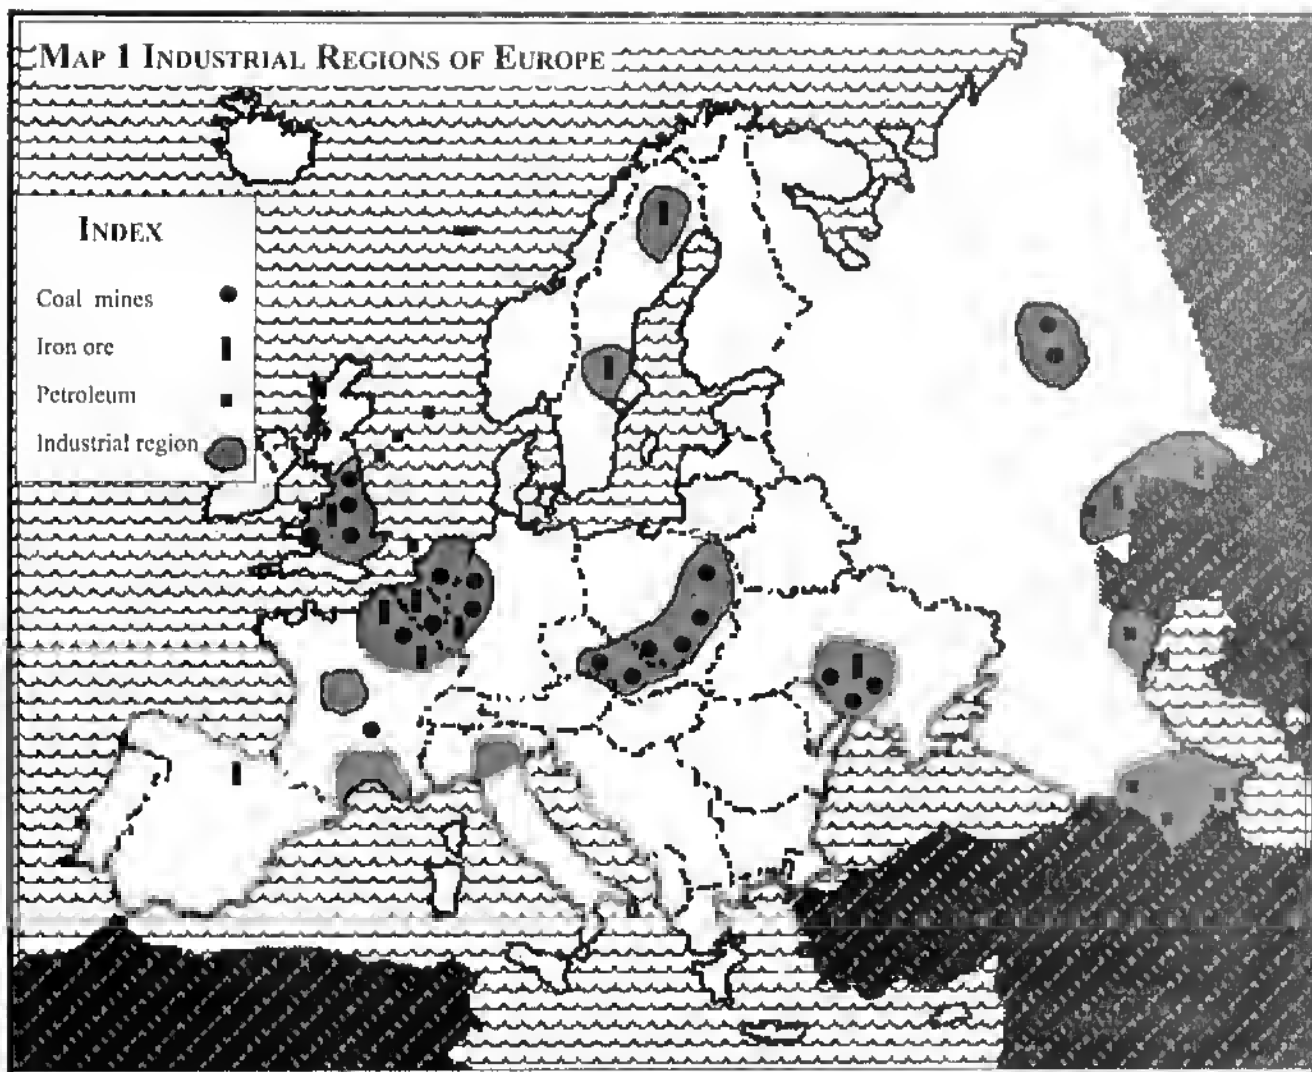 MAP 1 INDUSTRIAL REGIONS OF EUROPE
INDEX
Coal mines
Iron ore
Petroleum
Industrial region